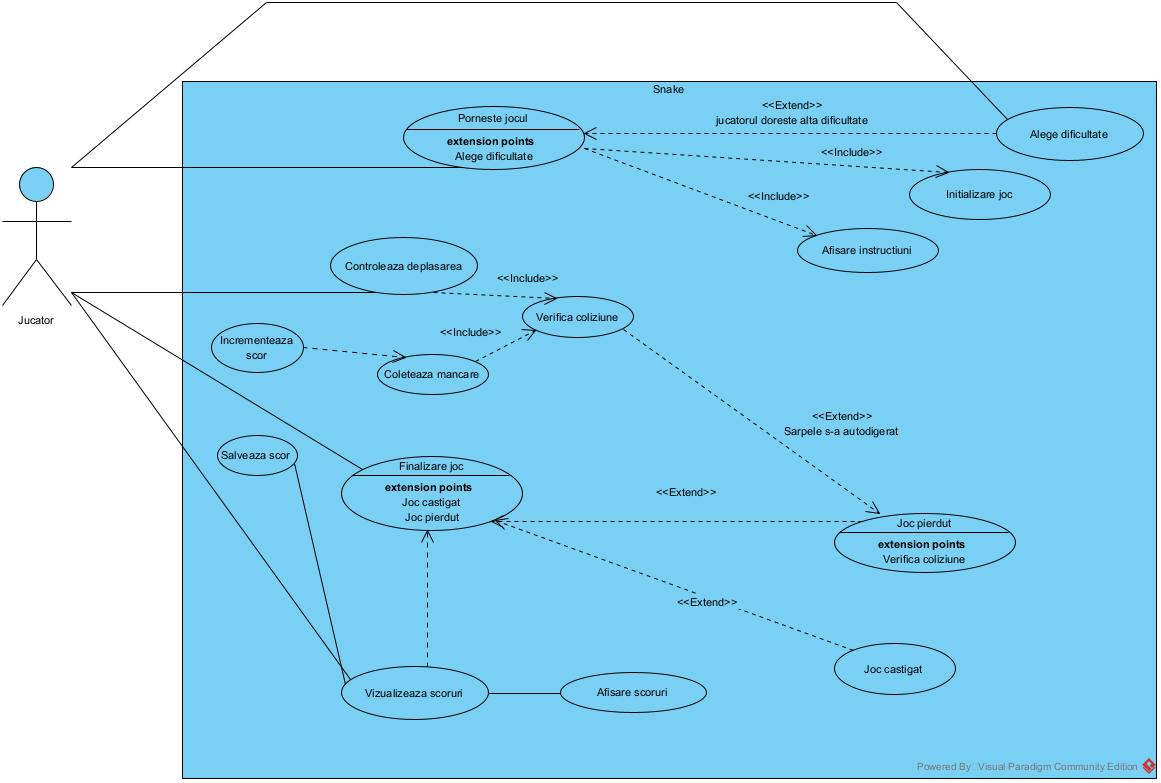 Snake
Porneste jocul
extension points
Alege dificultate
<<Extend>>
jucatorul doreste alta dificultate
Alege dificultate
<<Include>>
Initializare joc
<<Include>>
Afisare instructiuni
Jucator
Controleaza deplasarea
<<Include>>
Verifica coliziune
Incrementeaza
scor
<<Include>>
Coleteaza mancare
<<Extend>>
Sarpele s-a autodigerat
Salveaza scor
Finalizare joc
extension points
Joc castigat
Joc pierdut
<<Extend>>
Joc pierdut
extension points
Verifica coliziune
<<Extend>>
Joc castigat
Vizualizeaza scoruri
Afisare scoruri
Powered By: Visual Paradigm Community Edition